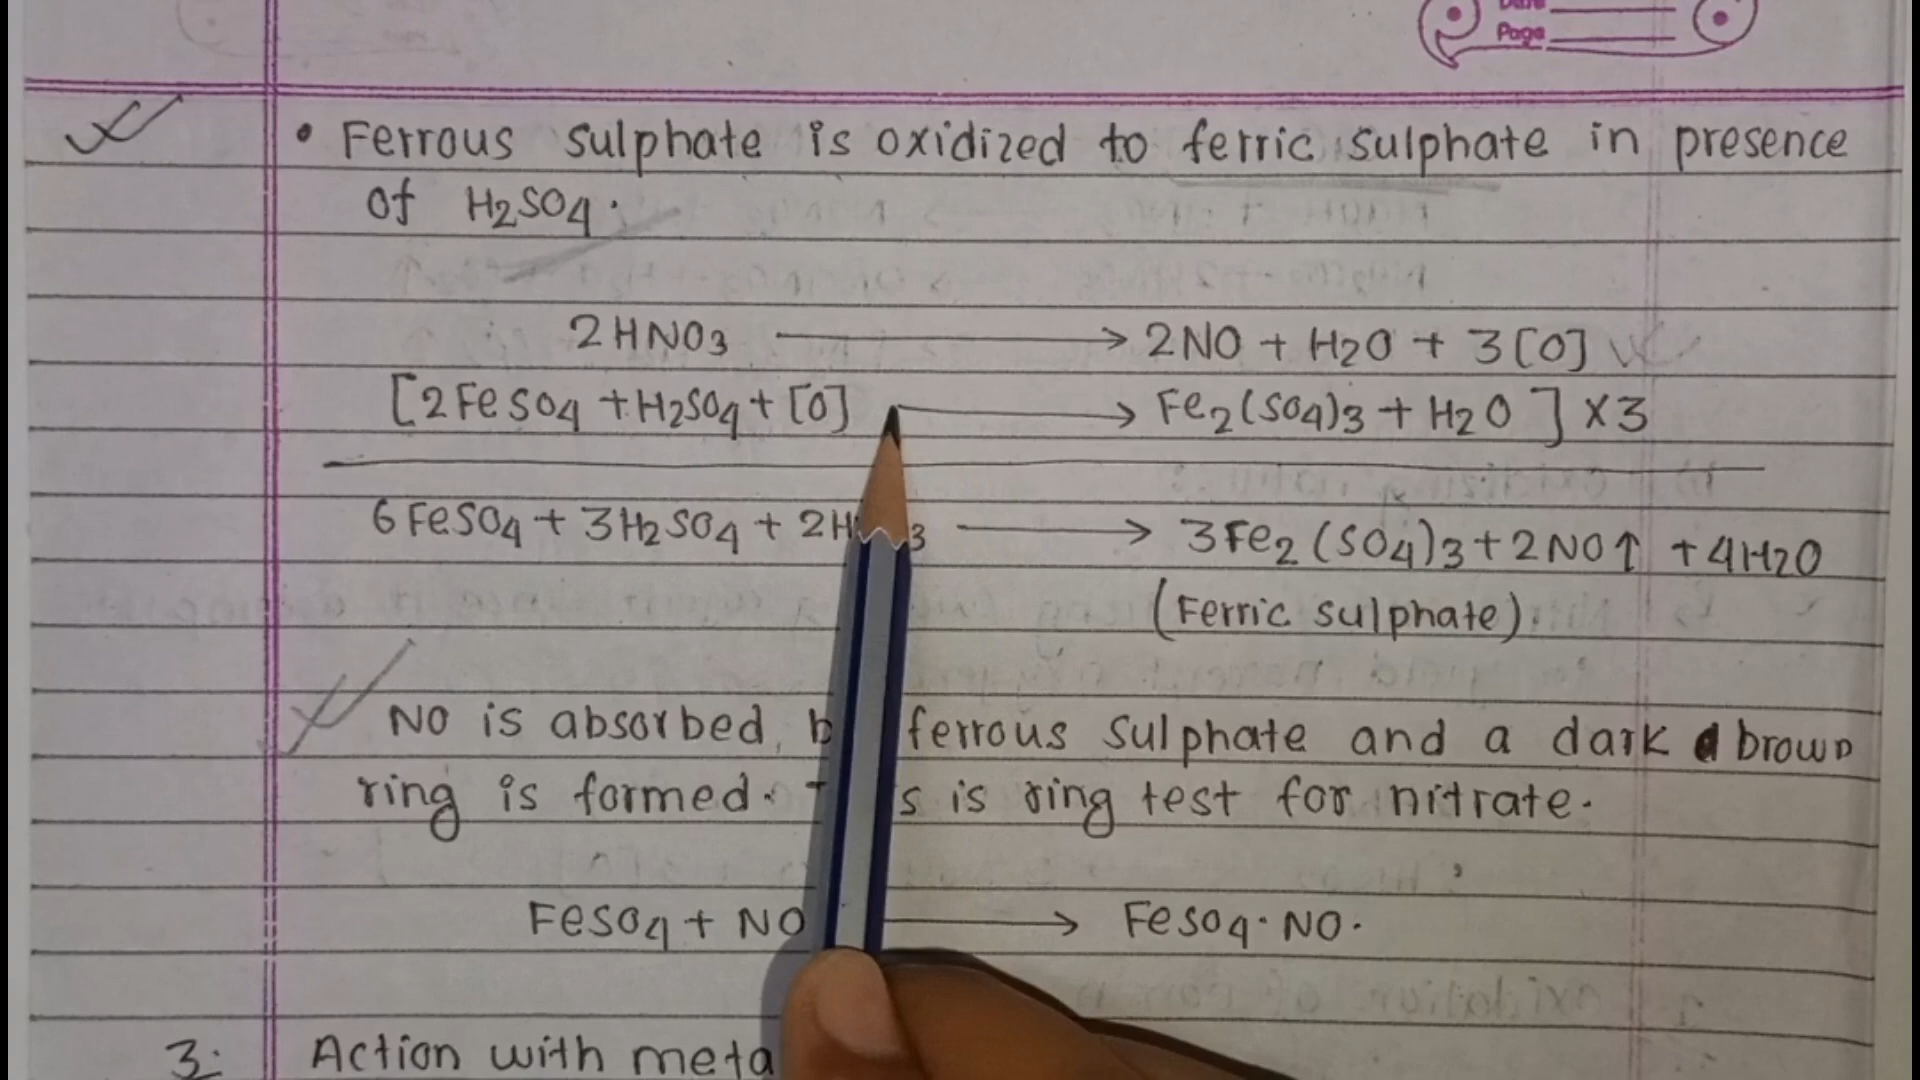 Date
Page
• Ferrous sulphate is oxidized to ferric sulphate in presence
of H2SO4.
2HNO3 → 2NO + H2O + 3[O]
[2FeSO4 + H2SO4 + [O] → Fe2(SO4)3 + H2O ] × 3
6FeSO4 + 3H2SO4 + 2H 3 → 3Fe2(SO4)3 + 2NO↑ + 4H2O
(Ferric sulphate)
NO is absorbed, b ferrous sulphate and a dark brown
ring is formed. s is ring test for nitrate.
FeSO4 + NO → FeSO4·NO.
3. Action with meta